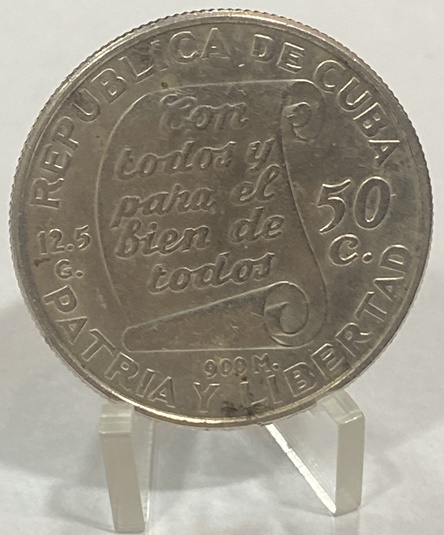 REPUBLICA DE CUBA
Con
todos y
para el
bien de
todos
50
C.
12.5
G.
900 M.
PATRIA Y LIBERTAD